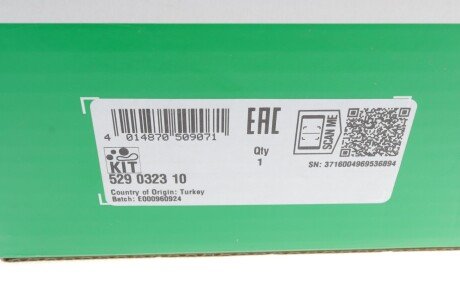 4 014870 509071
EAC
Qty
1
SCAN ME
SN: 3716004969536894
KIT
529 0323 10
Country of Origin: Turkey
Batch: E000960924